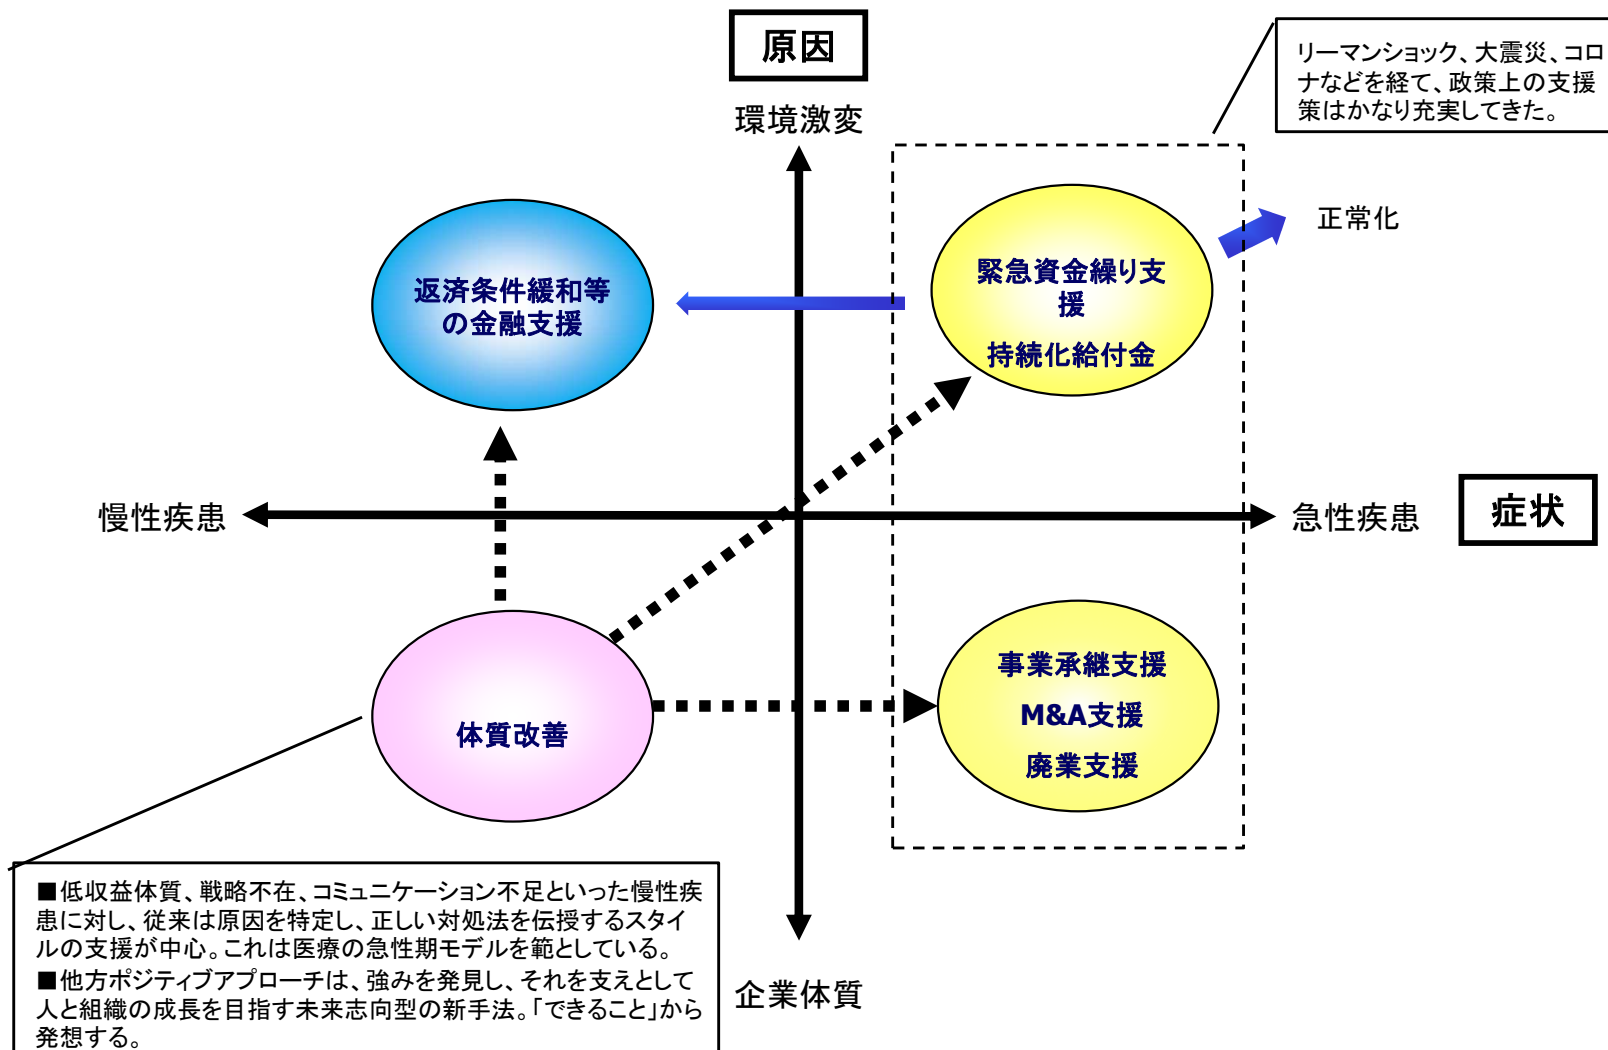 原因
環境激変
リーマンショック、大震災、コロ
ナなどを経て、政策上の支援
策はかなり充実してきた。
正常化
返済条件緩和等
の金融支援
緊急資金繰り支
援
持続化給付金
慢性疾患
急性疾患
症状
体質改善
事業承継支援
M&A支援
廃業支援
■低収益体質、戦略不在、コミュニケーション不足といった慢性疾
患に対し、従来は原因を特定し、正しい対処法を伝授するスタイ
ルの支援が中心。これは医療の急性期モデルを範としている。
■他方ポジティブアプローチは、強みを発見し、それを支えとして
人と組織の成長を目指す未来志向型の新手法。「できること」から
発想する。
企業体質